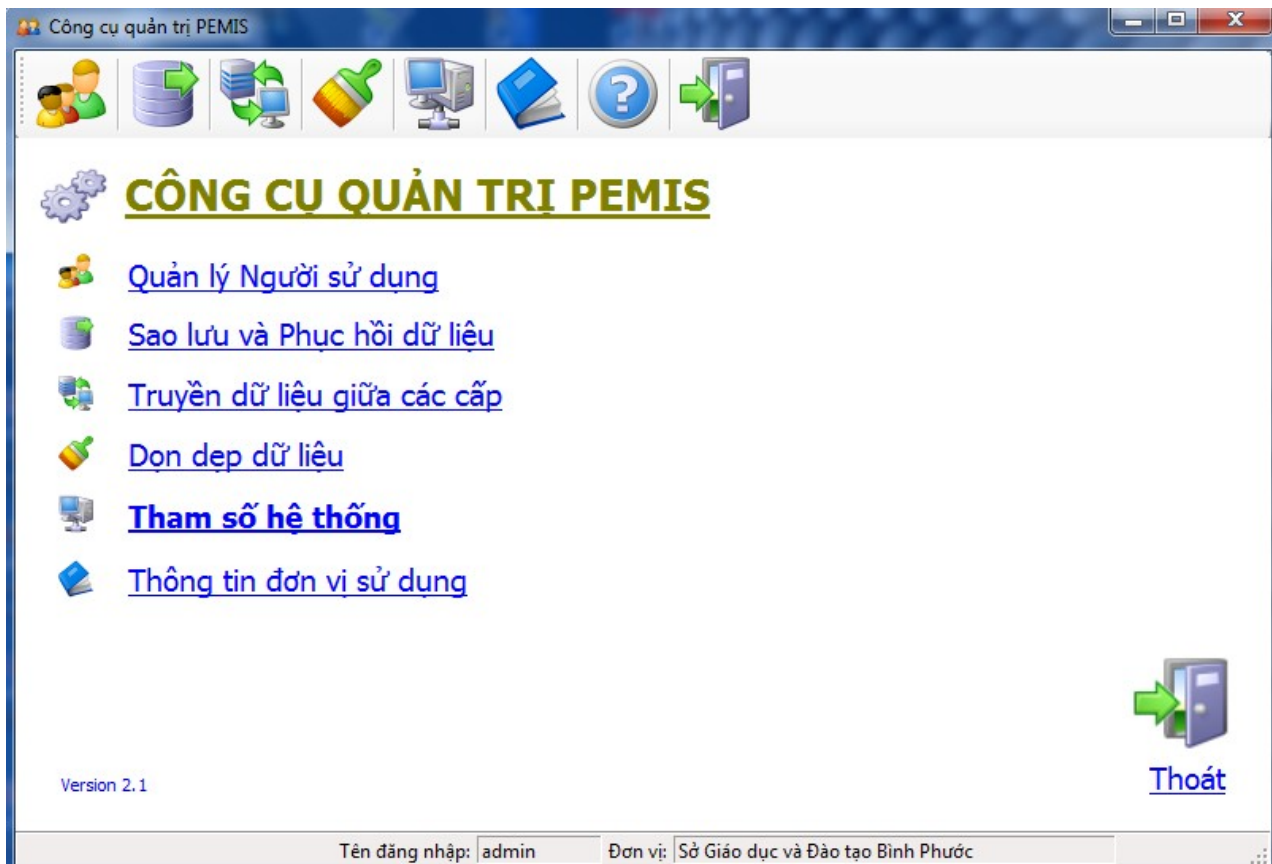 Công cụ quản trị PEMIS
CÔNG CỤ QUẢN TRỊ PEMIS
Quản lý Người sử dụng
Sao lưu và Phục hồi dữ liệu
Truyền dữ liệu giữa các cấp
Dọn dẹp dữ liệu
Tham số hệ thống
Thông tin đơn vị sử dụng
Thoát
Version 2.1
Tên đăng nhập: admin Đơn vị: Sở Giáo dục và Đào tạo Bình Phước